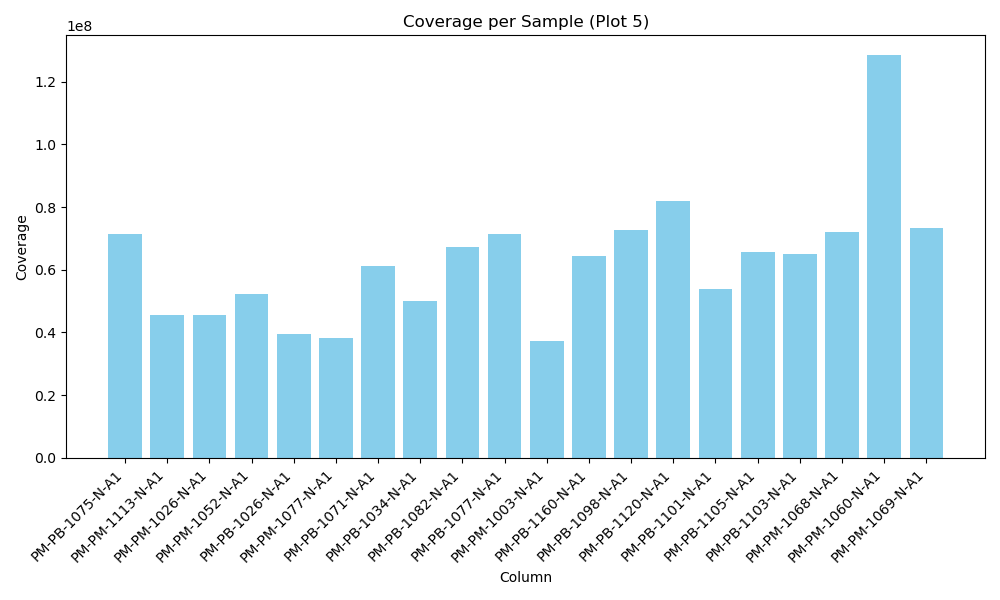 Coverage per Sample (Plot 5)
1e8
1.2
1.0
0.8
0.6
0.4
0.2
0.0
Coverage
PM-PB-1075-N-A1
PM-PM-1113-N-A1
PM-PM-1026-N-A1
PM-PM-1052-N-A1
PM-PB-1026-N-A1
PM-PM-1077-N-A1
PM-PB-1071-N-A1
PM-PB-1034-N-A1
PM-PB-1082-N-A1
PM-PB-1077-N-A1
PM-PM-1003-N-A1
PM-PB-1160-N-A1
PM-PB-1098-N-A1
PM-PB-1120-N-A1
PM-PB-1101-N-A1
PM-PB-1105-N-A1
PM-PB-1103-N-A1
PM-PM-1068-N-A1
PM-PM-1060-N-A1
PM-PM-1069-N-A1
Column